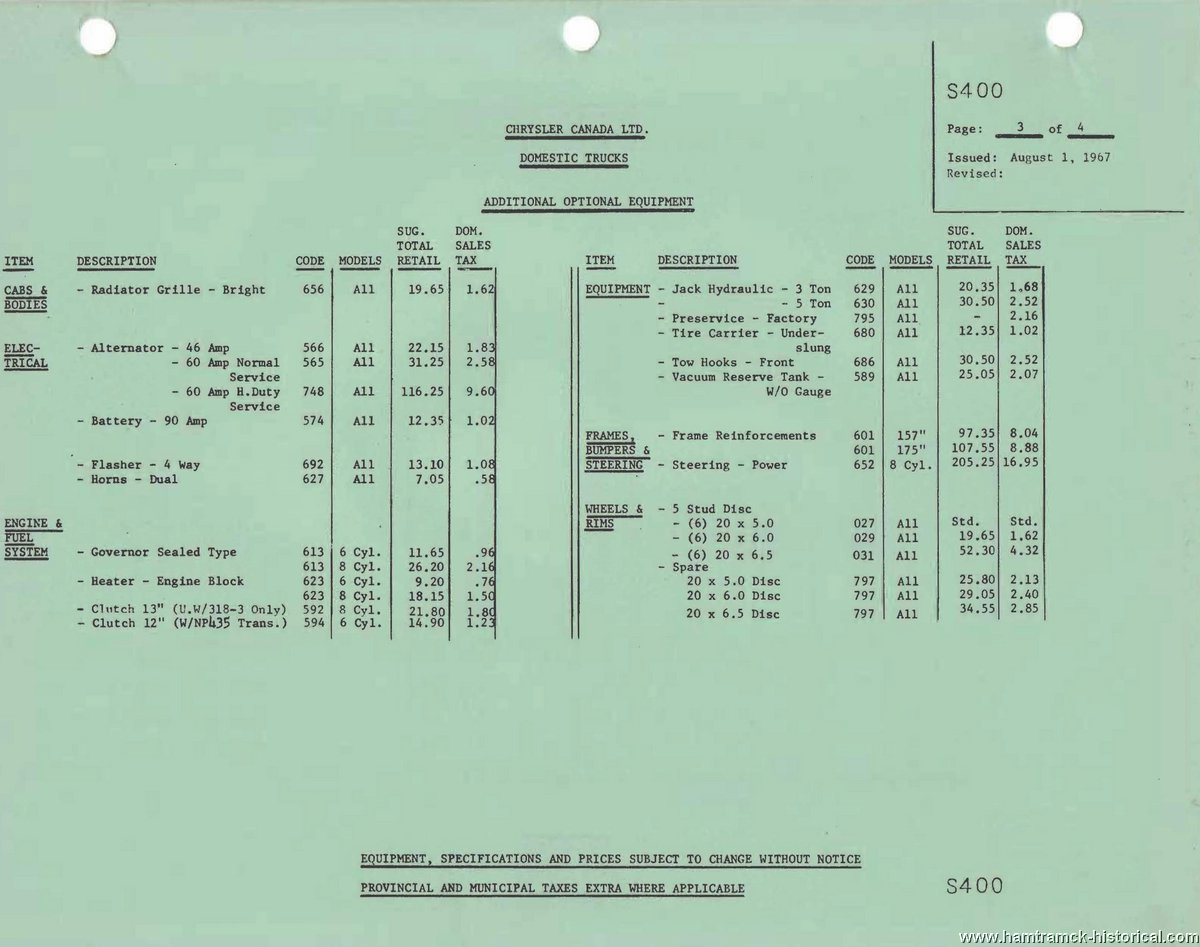 S400
Page: 3 of 4
Issued: August 1, 1967
Revised:
CHRYSLER CANADA LTD.
DOMESTIC TRUCKS
ADDITIONAL OPTIONAL EQUIPMENT
SUG. DOM.
TOTAL SALES
ITEM DESCRIPTION CODE MODELS RETAIL TAX
CABS & - Radiator Grille - Bright 656 All 19.65 1.62
BODIES
ELEC- - Alternator - 46 Amp 566 All 22.15 1.83
TRICAL - 60 Amp Normal 565 All 31.25 2.58
Service
- 60 Amp H.Duty 748 All 116.25 9.60
Service
- Battery - 90 Amp 574 All 12.35 1.02
- Flasher - 4 Way 692 All 13.10 1.08
- Horns - Dual 627 All 7.05 .58
ENGINE &
FUEL
SYSTEM - Governor Sealed Type 613 6 Cyl. 11.65 .96
613 8 Cyl. 26.20 2.16
- Heater - Engine Block 623 6 Cyl. 9.20 .76
623 8 Cyl. 18.15 1.50
- Clutch 13" (U.W/318-3 Only) 592 8 Cyl. 21.80 1.80
- Clutch 12" (W/NP435 Trans.) 594 6 Cyl. 14.90 1.23
SUG. DOM.
TOTAL SALES
ITEM DESCRIPTION CODE MODELS RETAIL TAX
EQUIPMENT - Jack Hydraulic - 3 Ton 629 All 20.35 1.68
- - 5 Ton 630 All 30.50 2.52
- Preservice - Factory 795 All - 2.16
- Tire Carrier - Under- 680 All 12.35 1.02
slung
- Tow Hooks - Front 686 All 30.50 2.52
- Vacuum Reserve Tank - 589 All 25.05 2.07
W/O Gauge
FRAMES, - Frame Reinforcements 601 157" 97.35 8.04
BUMPERS & 601 175" 107.55 8.88
STEERING - Steering - Power 652 8 Cyl. 205.25 16.95
WHEELS & - 5 Stud Disc
RIMS - (6) 20 x 5.0 027 All Std. Std.
- (6) 20 x 6.0 029 All 19.65 1.62
- (6) 20 x 6.5 031 All 52.30 4.32
- Spare
20 x 5.0 Disc 797 All 25.80 2.13
20 x 6.0 Disc 797 All 29.05 2.40
20 x 6.5 Disc 797 All 34.55 2.85
EQUIPMENT, SPECIFICATIONS AND PRICES SUBJECT TO CHANGE WITHOUT NOTICE
PROVINCIAL AND MUNICIPAL TAXES EXTRA WHERE APPLICABLE
S400
www.hamtramck-historical.com